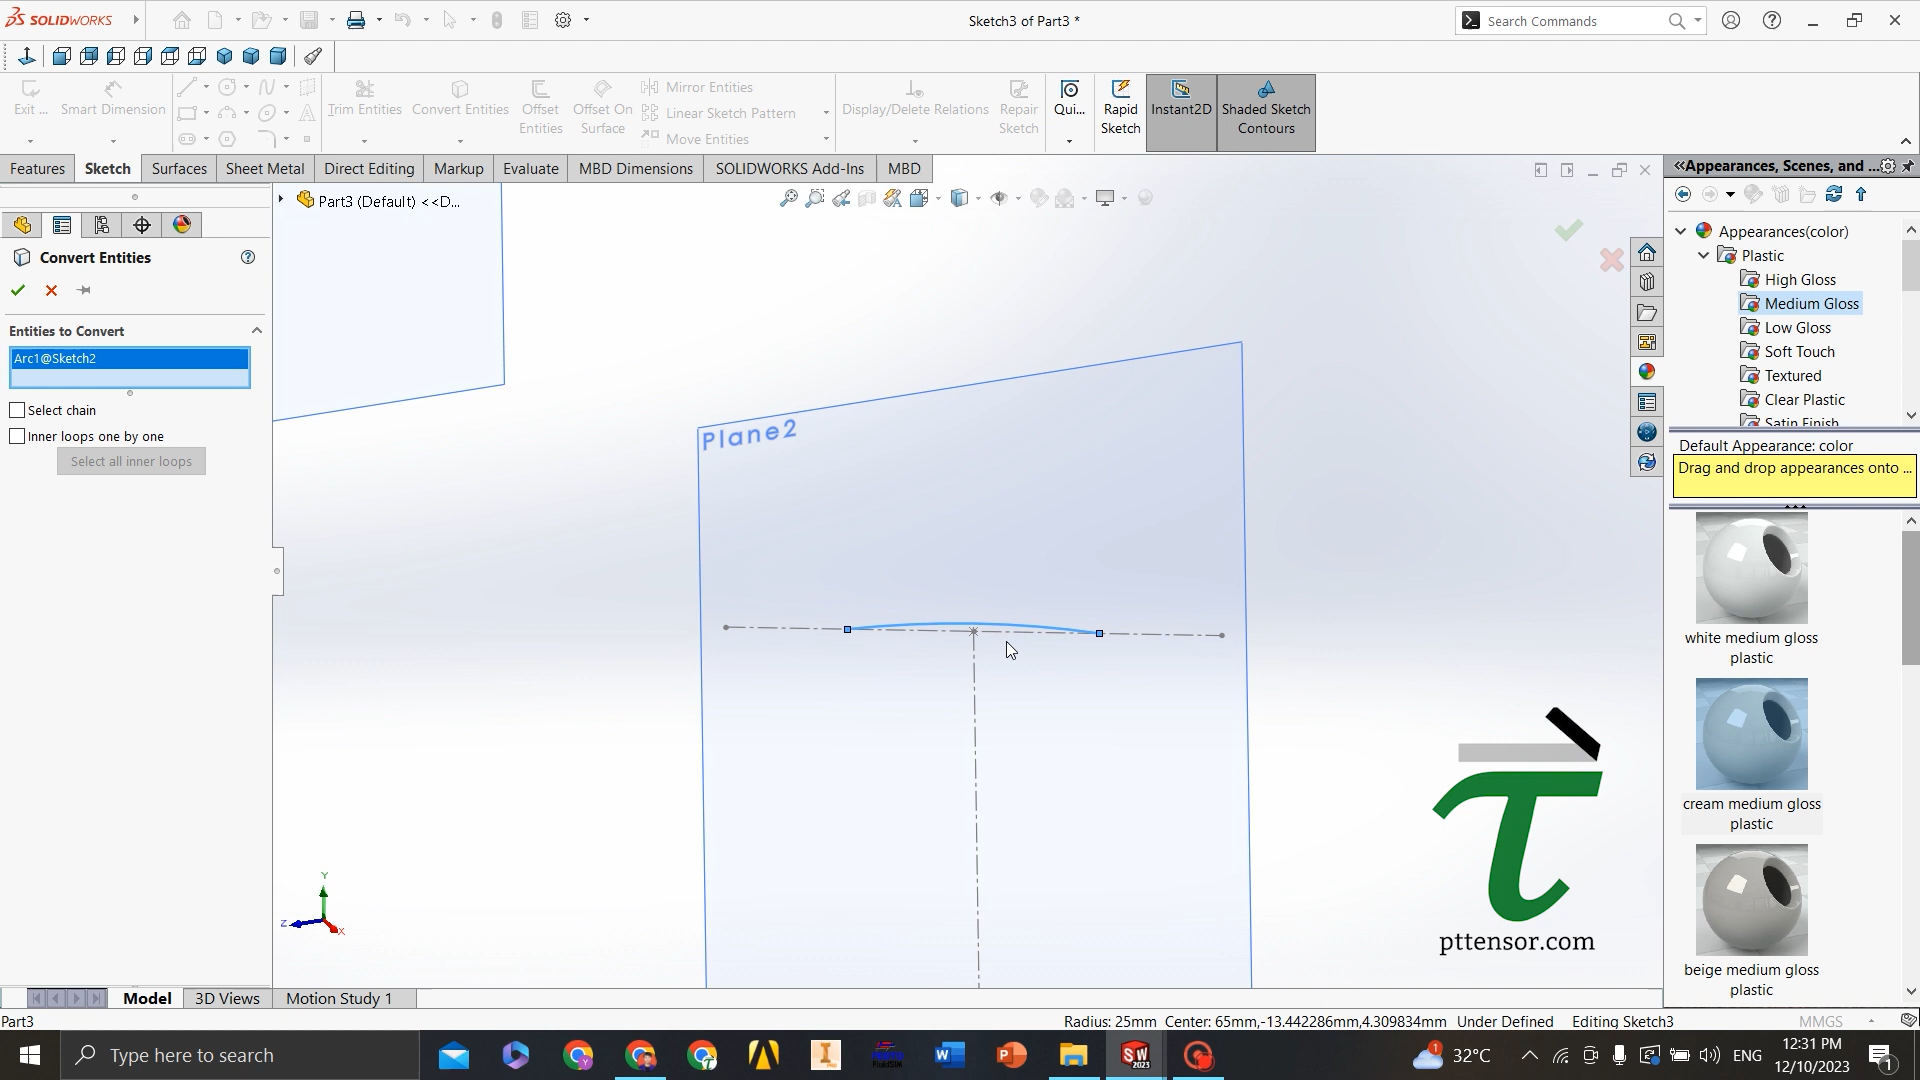 SOLIDWORKS
Sketch3 of Part3 *
Search Commands
Exit ...
Smart Dimension
Trim Entities
Convert Entities
Offset Entities
Offset On Surface
Mirror Entities
Linear Sketch Pattern
Move Entities
Display/Delete Relations
Repair Sketch
Qui...
Rapid Sketch
Instant2D
Shaded Sketch Contours
Features
Sketch
Surfaces
Sheet Metal
Direct Editing
Markup
Evaluate
MBD Dimensions
SOLIDWORKS Add-Ins
MBD
Part3 (Default) <<D...
Convert Entities
Entities to Convert
Arc1@Sketch2
Select chain
Inner loops one by one
Select all inner loops
Plane2
Y
Z
X
pttensor.com
«Appearances, Scenes, and ...
Appearances(color)
Plastic
High Gloss
Medium Gloss
Low Gloss
Soft Touch
Textured
Clear Plastic
Satin Finish
Default Appearance: color
Drag and drop appearances onto ...
white medium gloss
plastic
cream medium gloss
plastic
beige medium gloss
plastic
Model
3D Views
Motion Study 1
Part3
Radius: 25mm Center: 65mm,-13.442286mm,4.309834mm
Under Defined
Editing Sketch3
MMGS
Type here to search
SW
2023
1
32°C
ENG
12:31 PM
12/10/2023
1